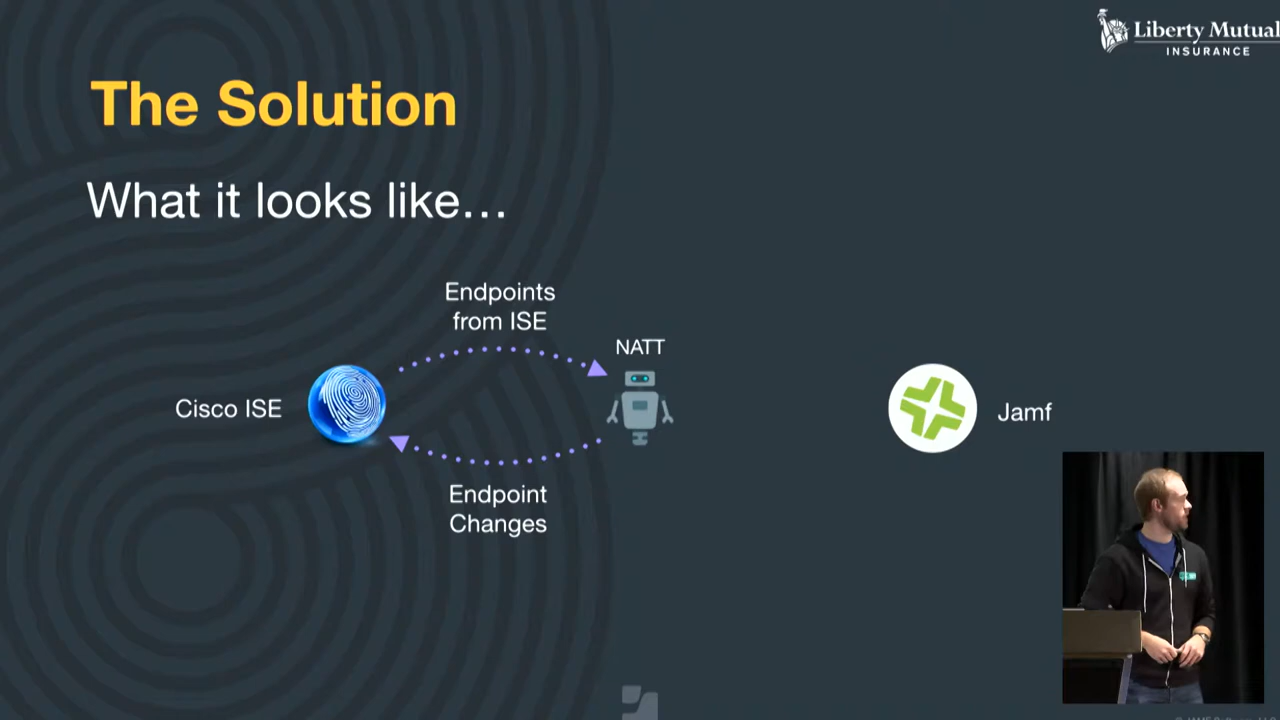 Liberty Mutual
INSURANCE
The Solution
What it looks like…
Endpoints
from ISE
NATT
Cisco ISE
Jamf
Endpoint
Changes